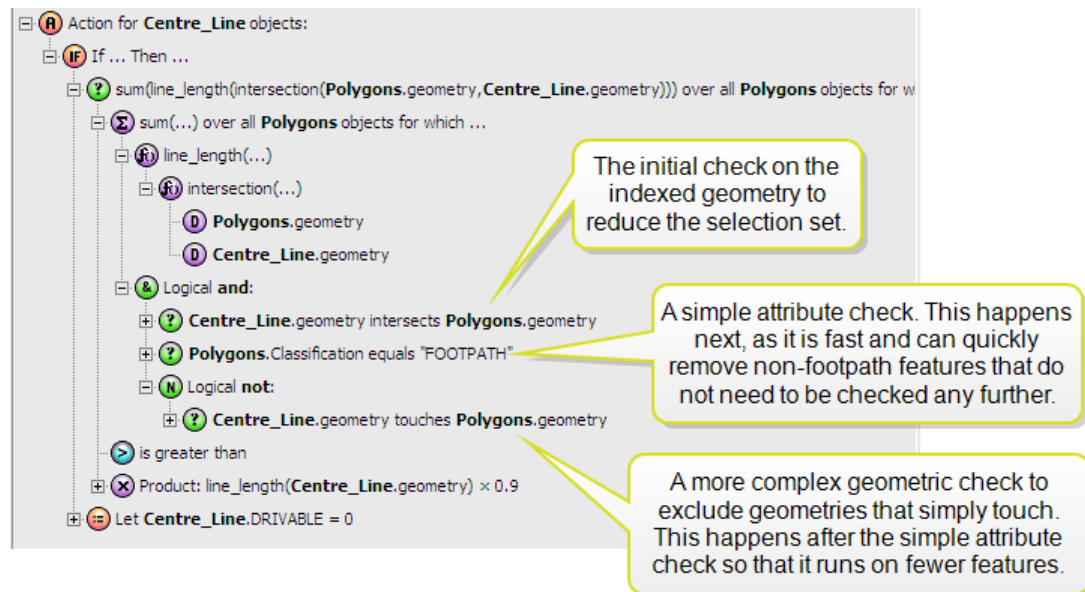 A Action for Centre_Line objects:
IF If ... Then ...
? sum(line_length(intersection(Polygons.geometry,Centre_Line.geometry))) over all Polygons objects for w
Σ sum(...) over all Polygons objects for which ...
f() line_length(...)
f() intersection(...)
D Polygons.geometry
D Centre_Line.geometry
& Logical and:
? Centre_Line.geometry intersects Polygons.geometry
? Polygons.Classification equals "FOOTPATH"
N Logical not:
? Centre_Line.geometry touches Polygons.geometry
> is greater than
× Product: line_length(Centre_Line.geometry) × 0.9
:= Let Centre_Line.DRIVABLE = 0
The initial check on the
indexed geometry to
reduce the selection set.
A simple attribute check. This happens
next, as it is fast and can quickly
remove non-footpath features that do
not need to be checked any further.
A more complex geometric check to
exclude geometries that simply touch.
This happens after the simple attribute
check so that it runs on fewer features.